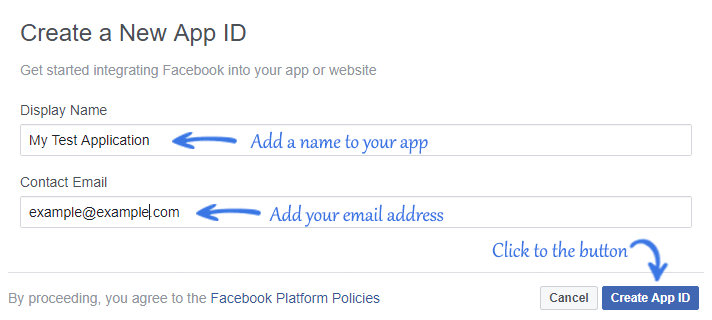 Create a New App ID
Get started integrating Facebook into your app or website
Display Name
My Test Application
Add a name to your app
Contact Email
example@example.com
Add your email address
Click to the button
By proceeding, you agree to the Facebook Platform Policies
Cancel
Create App ID